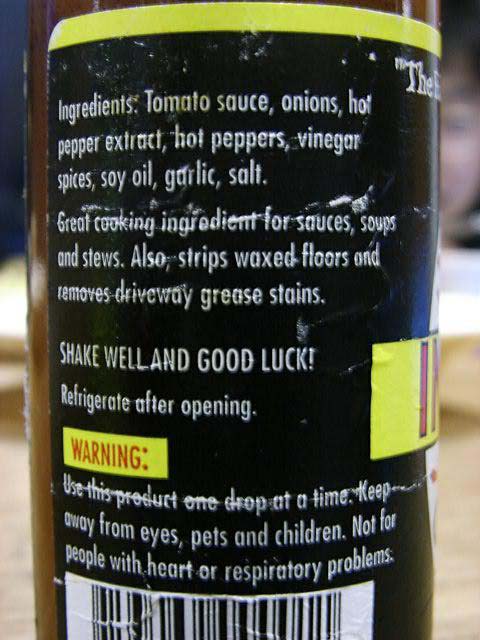 Ingredients: Tomato sauce, onions, hot
pepper extract, hot peppers, vinegar
spices, soy oil, garlic, salt.
Great cooking ingredient for sauces, soups
and stews. Also, strips waxed floors and
removes driveway grease stains.
SHAKE WELL AND GOOD LUCK!
Refrigerate after opening.
WARNING:
Use this product one drop at a time. Keep
away from eyes, pets and children. Not for
people with heart or respiratory problems.
"The